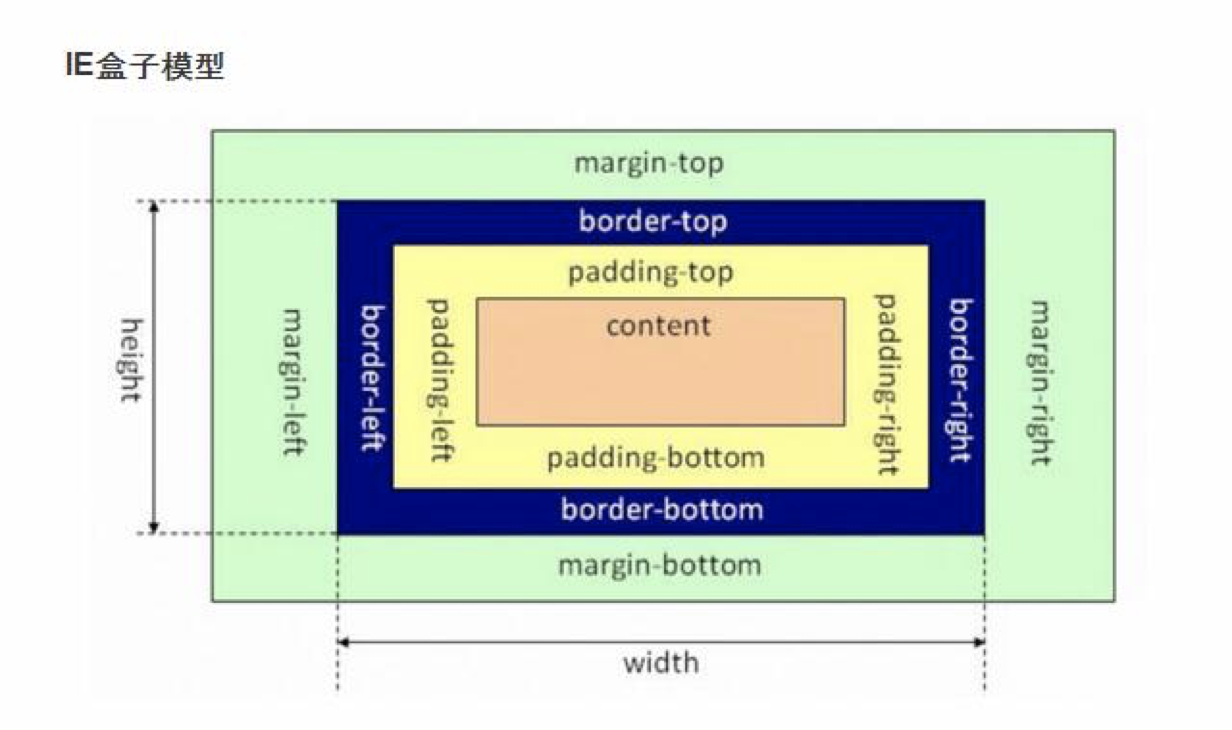 IE盒子模型
margin-top
border-top
padding-top
content
height
margin-left
border-left
padding-left
padding-right
border-right
margin-right
padding-bottom
border-bottom
margin-bottom
width